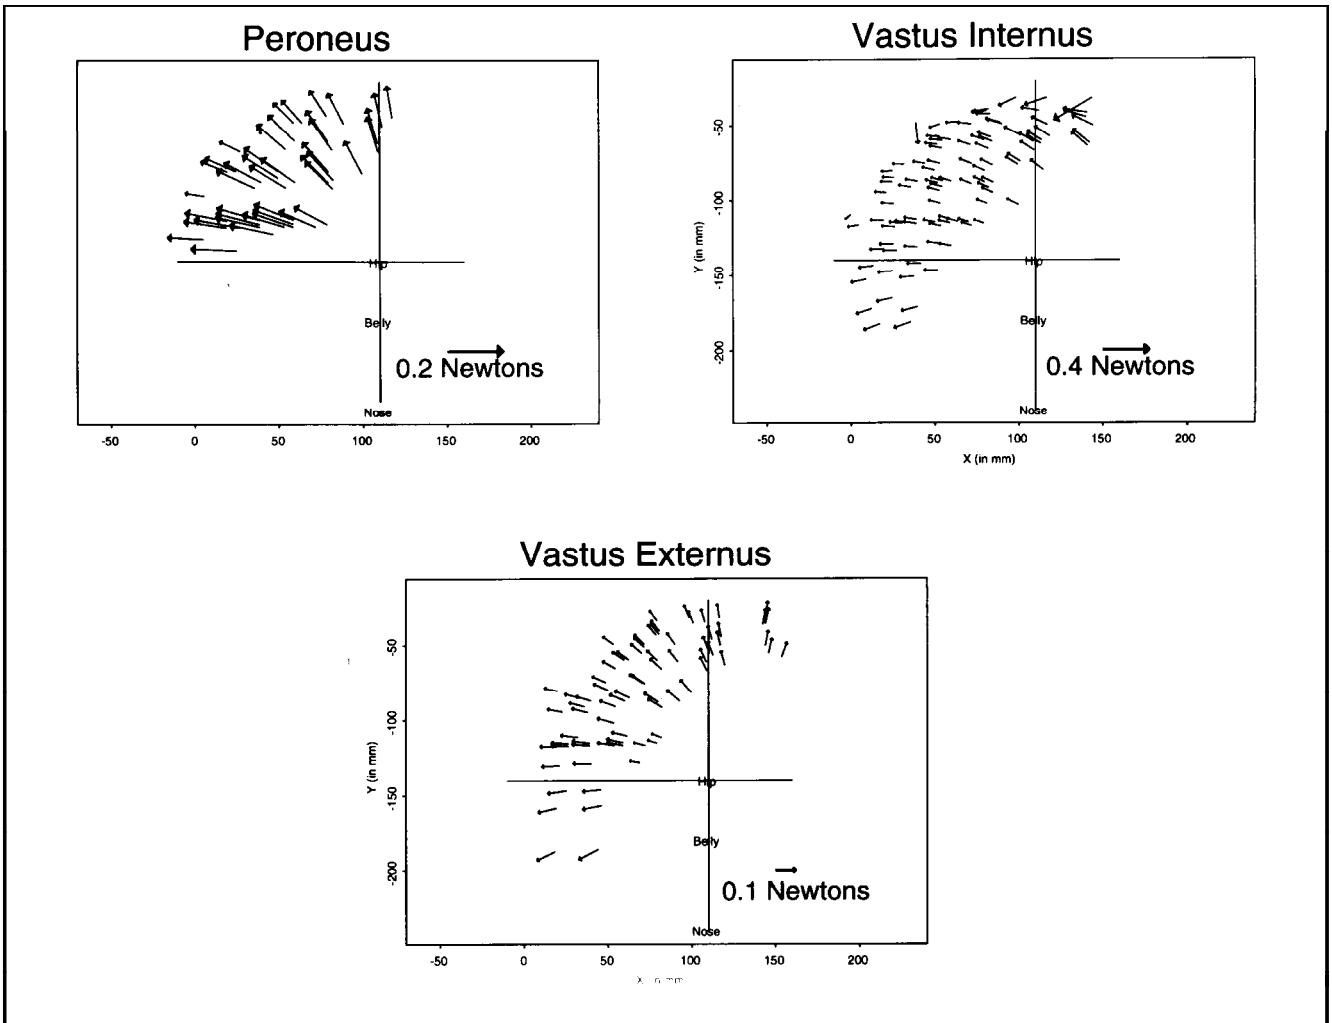 Peroneus
Hip
Belly
0.2 Newtons
Nose
-50 0 50 100 150 200
Vastus Internus
-50
-100
-150
-200
Y (in mm)
Hip
Belly
0.4 Newtons
Nose
-50 0 50 100 150 200
X (in mm)
Vastus Externus
-50
-100
-150
-200
Y (in mm)
Hip
Belly
0.1 Newtons
Nose
-50 0 50 100 150 200